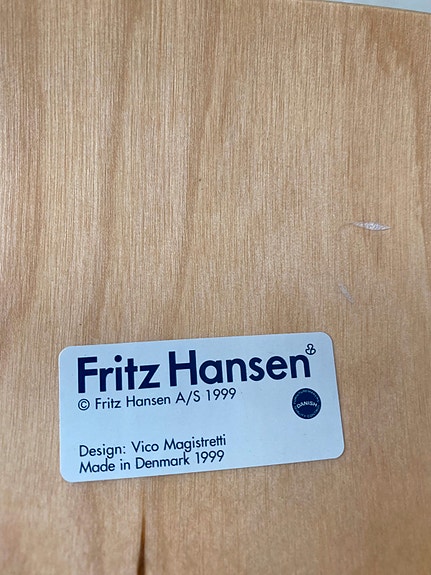 Fritz Hansen
© Fritz Hansen A/S 1999
DANISH
Design: Vico Magistretti
Made in Denmark 1999